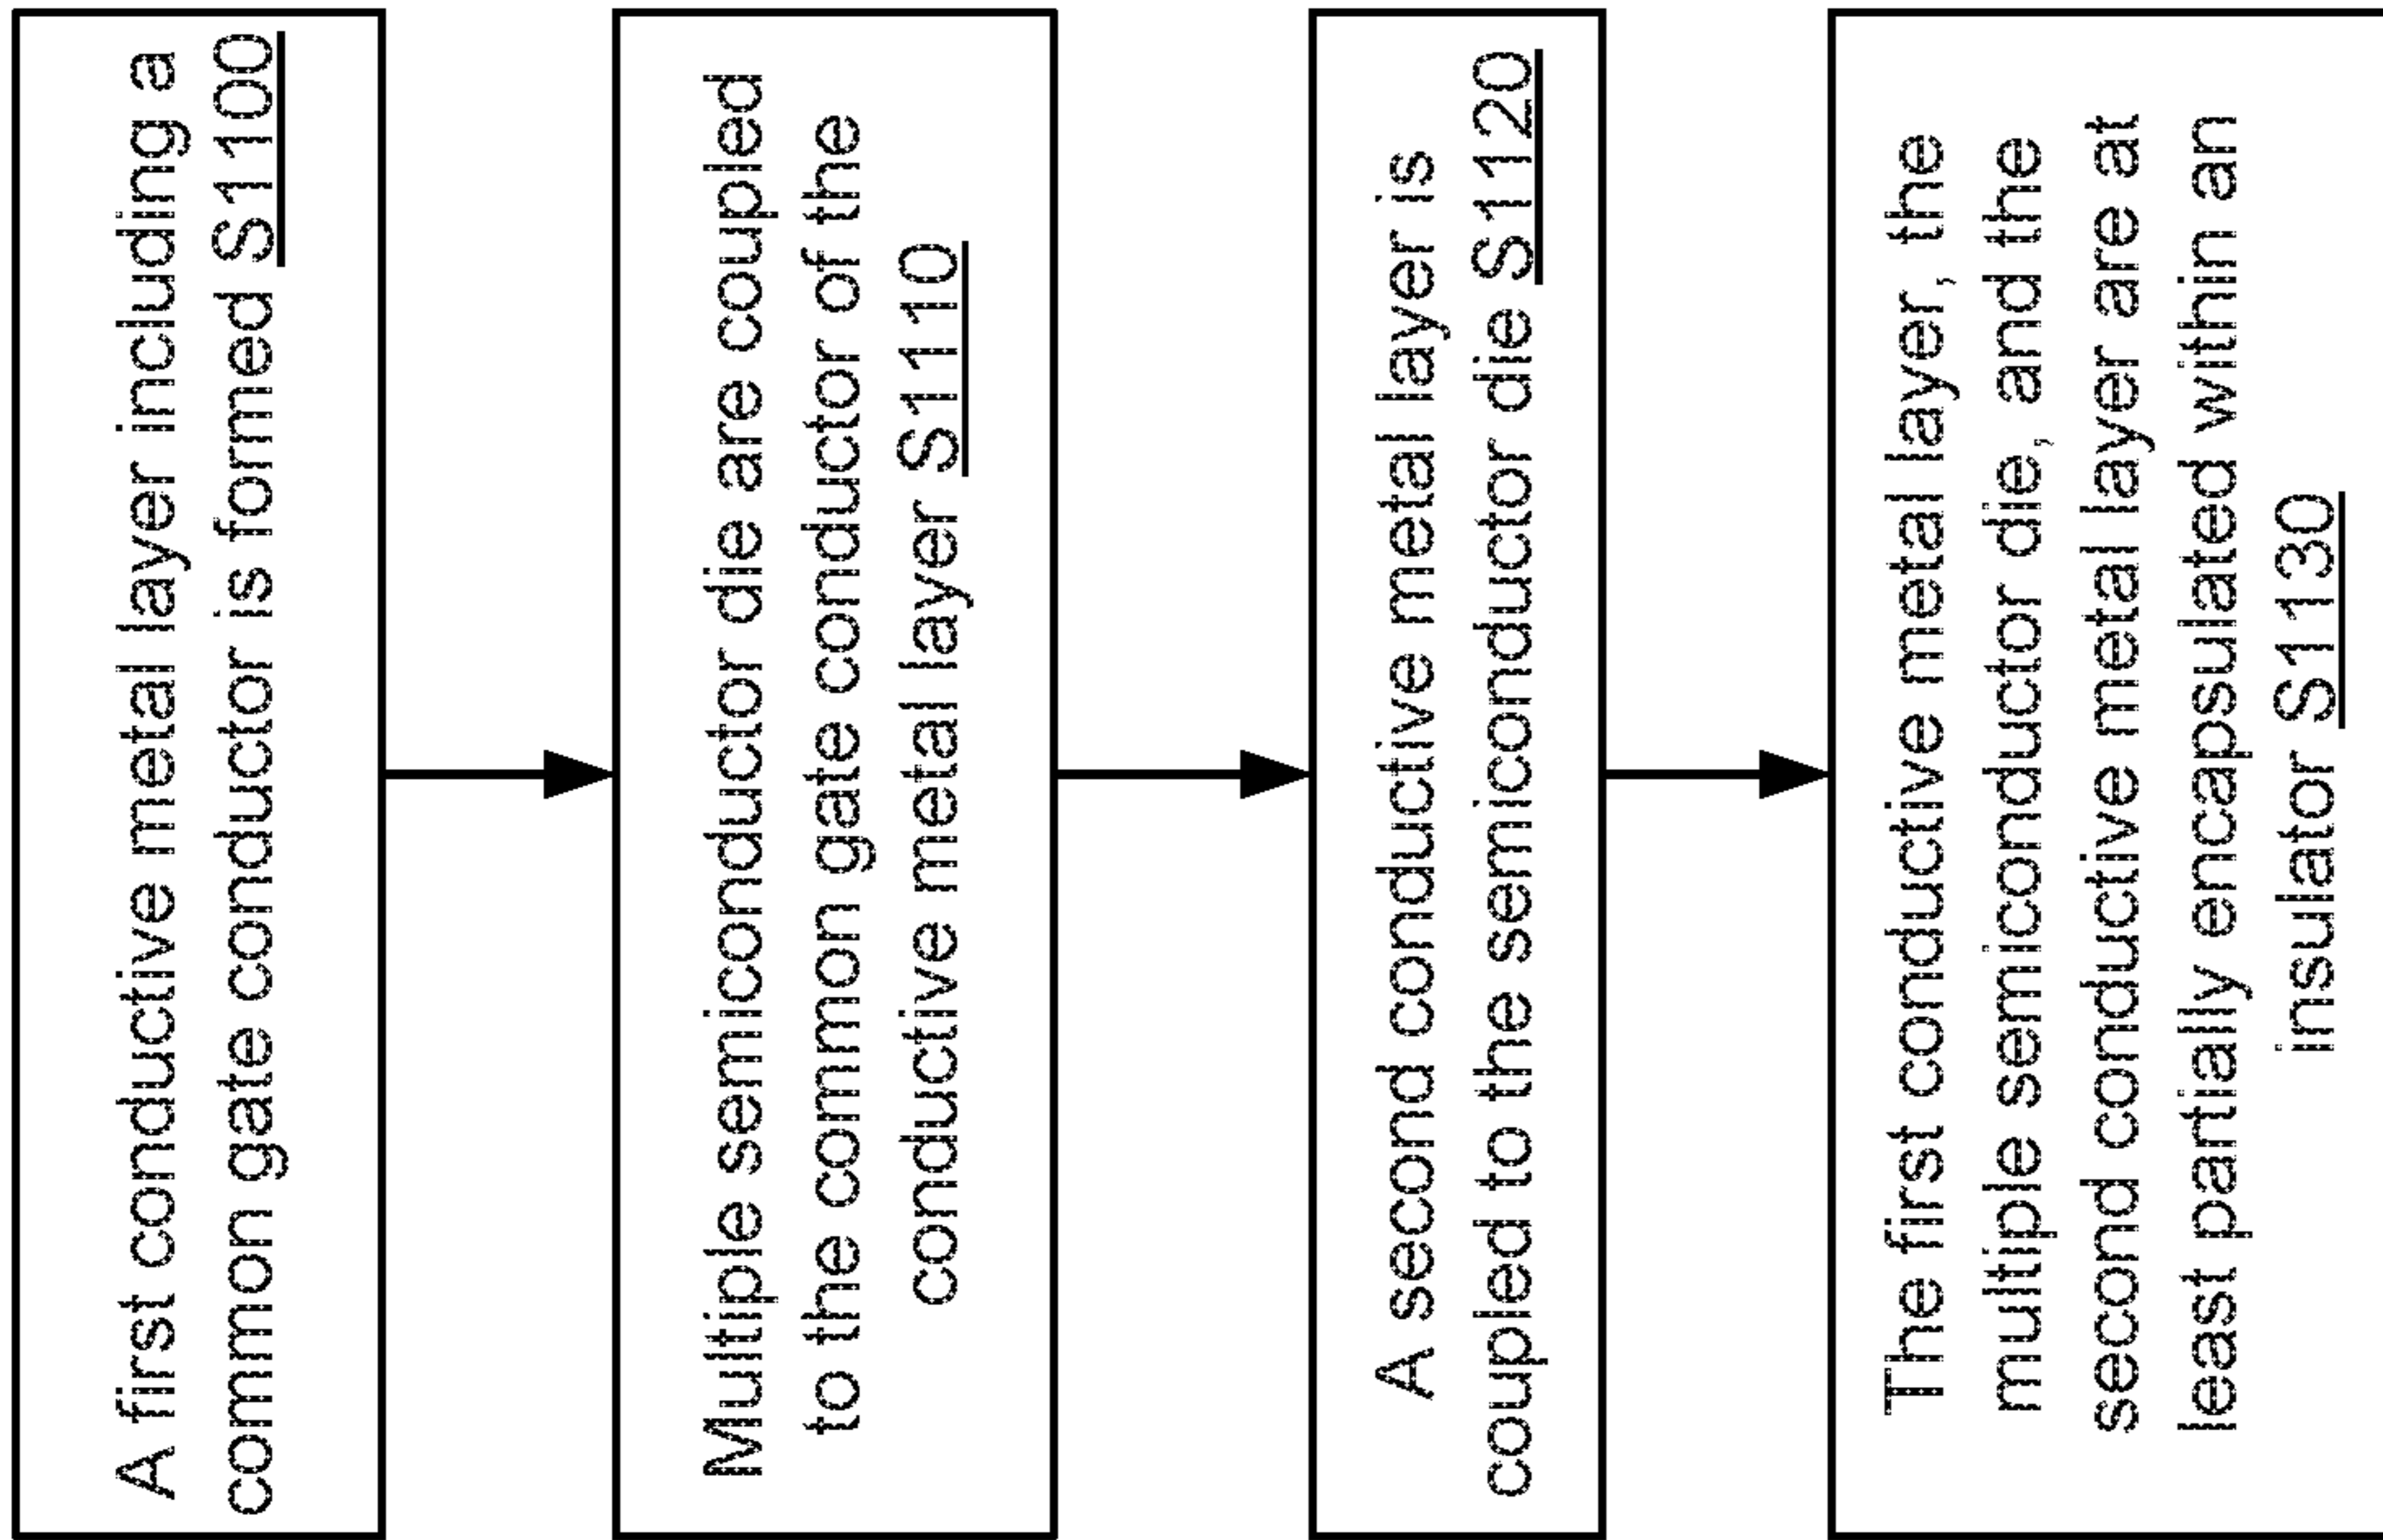 A first conductive metal layer including a
common gate conductor is formed S1100
Multiple semiconductor die are coupled
to the common gate conductor of the
conductive metal layer S1110
A second conductive metal layer is
coupled to the semiconductor die S1120
The first conductive metal layer, the
multiple semiconductor die, and the
second conductive metal layer are at
least partially encapsulated within an
insulator S1130